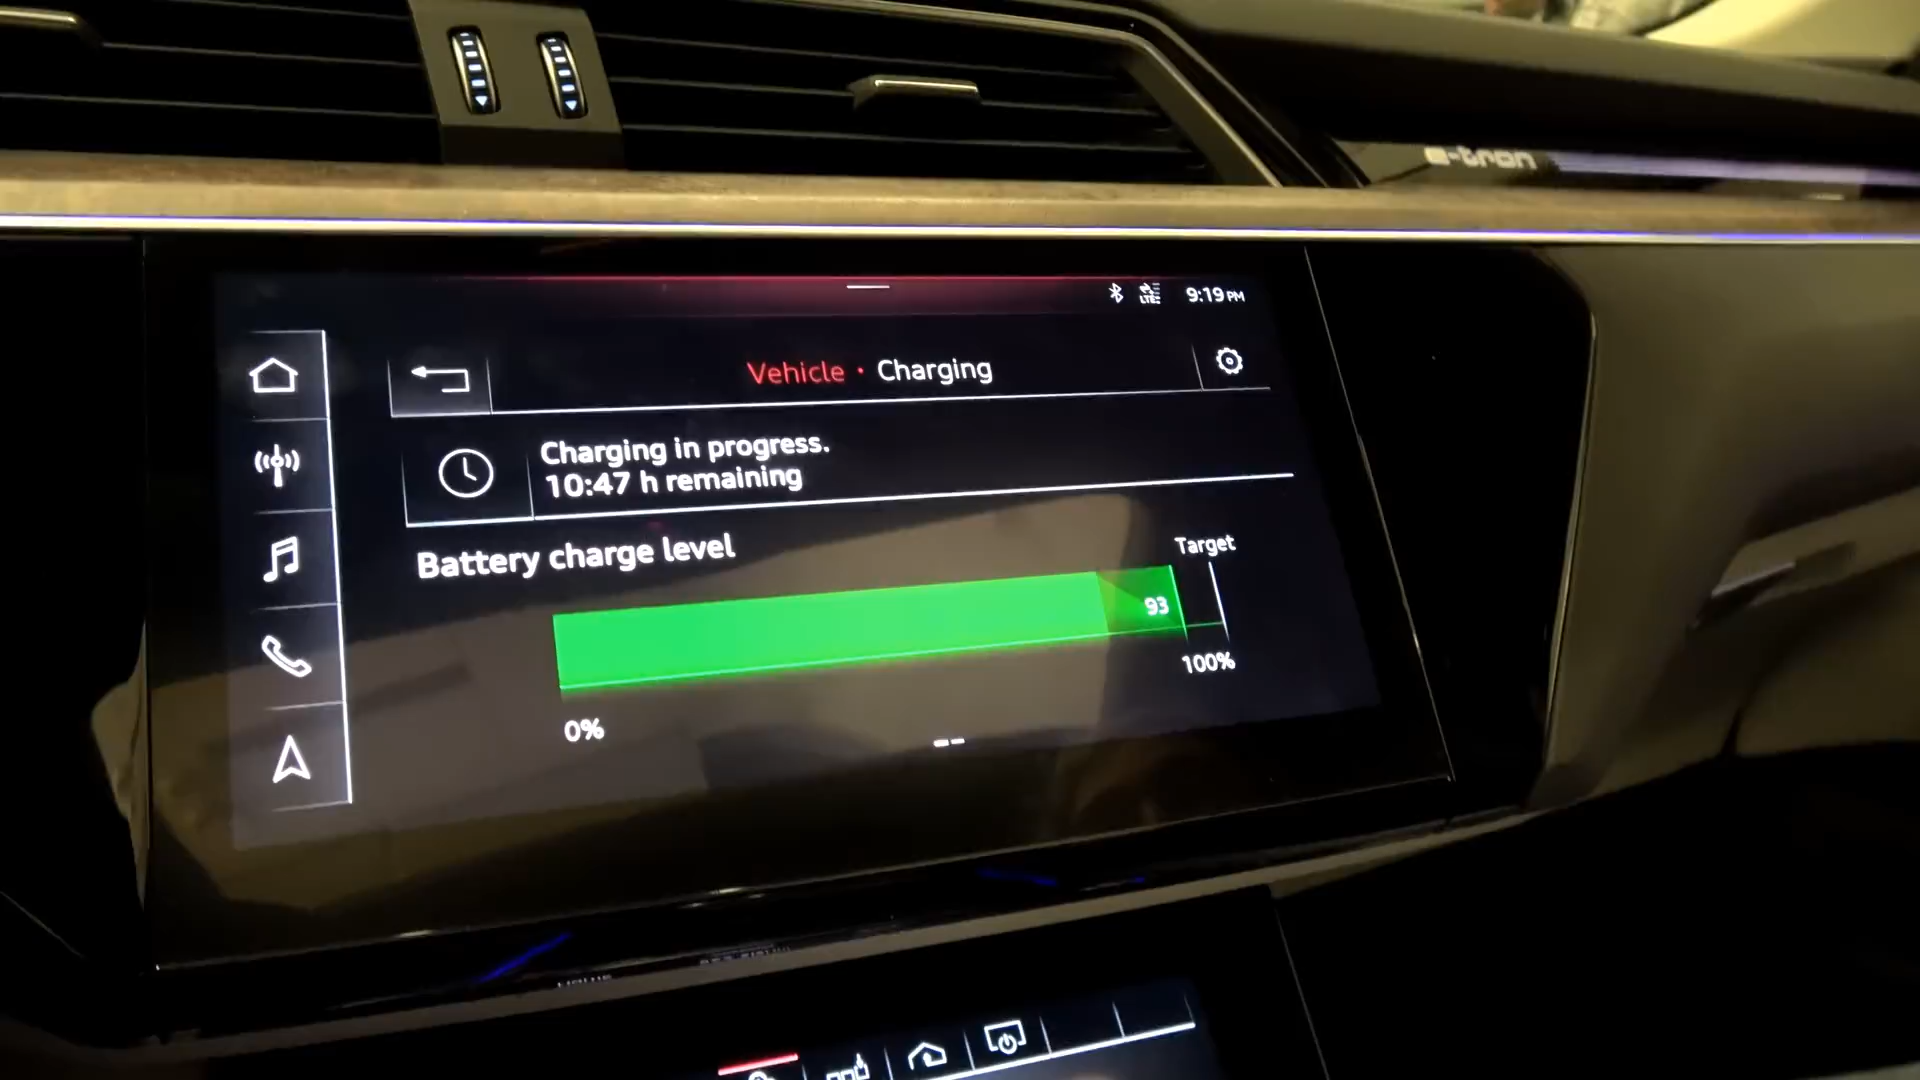 e-tron
LTE
9:19 PM
Vehicle • Charging
Charging in progress.
10:47 h remaining
Battery charge level
Target
93
100%
0%